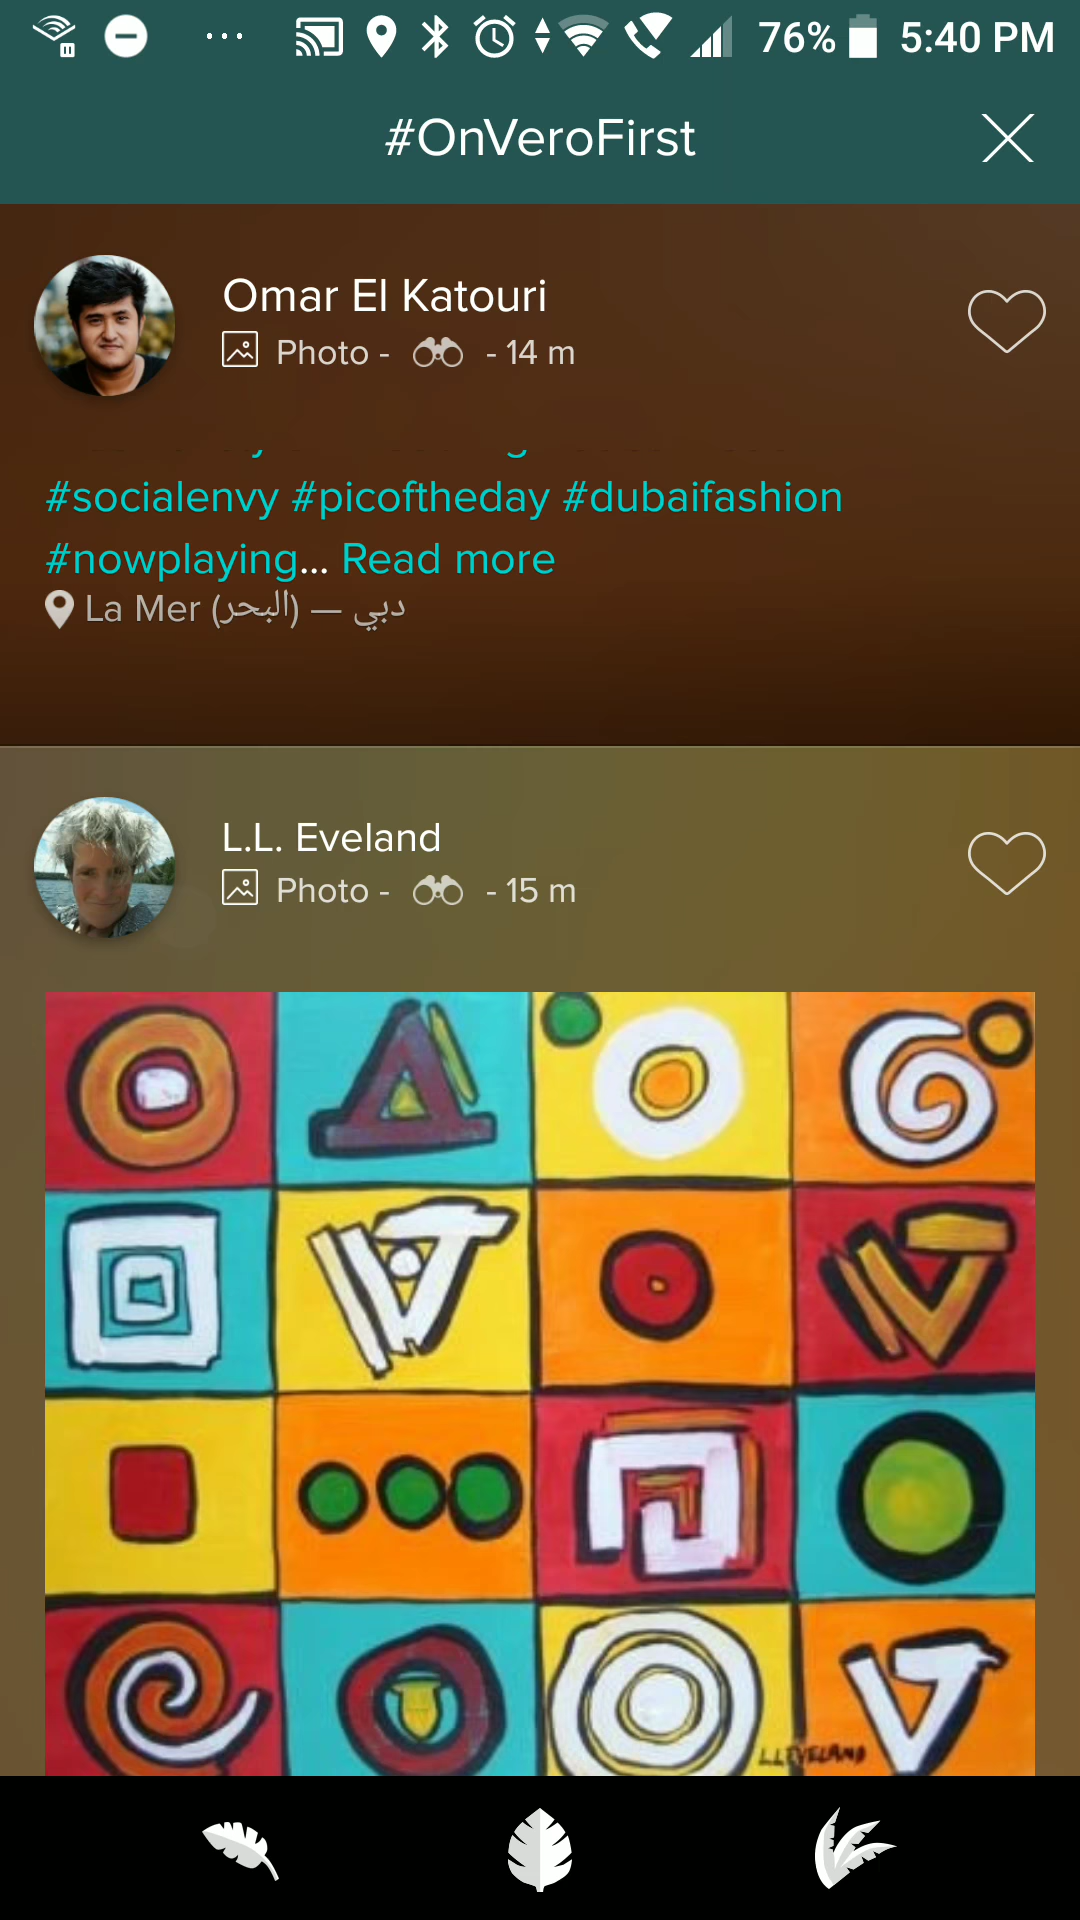 76% 5:40 PM
#OnVeroFirst
Omar El Katouri
Photo - - 14 m
#socialenvy #picoftheday #dubaifashion
#nowplaying... Read more
La Mer (البحر) — دبي
L.L. Eveland
Photo - - 15 m
L.L.EVELAND